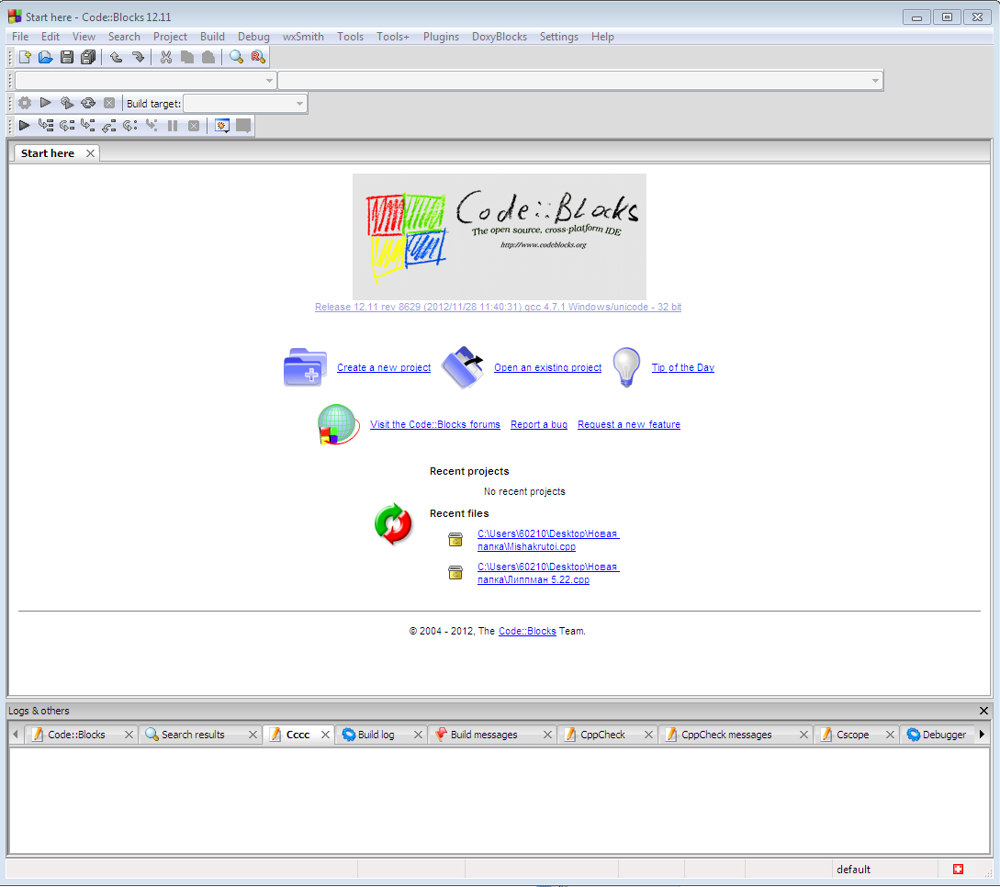 Start here - Code::Blocks 12.11
File Edit View Search Project Build Debug wxSmith Tools Tools+ Plugins DoxyBlocks Settings Help
Build target:
Start here
Code::Blocks
The open source, cross-platform IDE
http://www.codeblocks.org
Release 12.11 rev 8629 (2012/11/28 11:40:31) gcc 4.7.1 Windows/unicode - 32 bit
Create a new project Open an existing project Tip of the Day
Visit the Code::Blocks forums Report a bug Request a new feature
Recent projects
No recent projects
Recent files
C:\Users\60210\Desktop\Новая
папка\Mishakrutoi.cpp
C:\Users\60210\Desktop\Новая
папка\Липпман 5.22.cpp
© 2004 - 2012, The Code::Blocks Team.
Logs & others
Code::Blocks Search results Cccc Build log Build messages CppCheck CppCheck messages Cscope Debugger
default